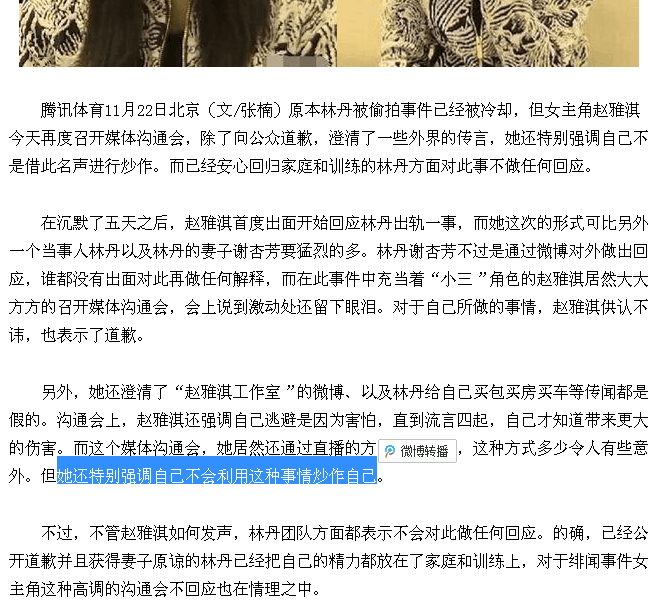 腾讯体育11月22日北京（文/张楠）原本林丹被偷拍事件已经被冷却，但女主角赵雅淇
今天再度召开媒体沟通会，除了向公众道歉，澄清了一些外界的传言，她还特别强调自己不
是借此名声进行炒作。而已经安心回归家庭和训练的林丹方面对此事不做任何回应。
在沉默了五天之后，赵雅淇首度出面开始回应林丹出轨一事，而她这次的形式可比另外
一个当事人林丹以及林丹的妻子谢杏芳要猛烈的多。林丹谢杏芳不过是通过微博对外做出回
应，谁都没有出面对此再做任何解释，而在此事件中充当着“小三 ”角色的赵雅淇居然大大
方方的召开媒体沟通会，会上说到激动处还留下眼泪。对于自己所做的事情，赵雅淇供认不
讳，也表示了道歉。
另外，她还澄清了“赵雅淇工作室 ”的微博、以及林丹给自己买包买房买车等传闻都是
假的。沟通会上，赵雅淇还强调自己逃避是因为害怕，直到流言四起，自己才知道带来更大
的伤害。而这个媒体沟通会，她居然还通过直播的方 微博转播 ，这种方式多少令人有些意
外。但她还特别强调自己不会利用这种事情炒作自己。
不过，不管赵雅淇如何发声，林丹团队方面都表示不会对此做任何回应。的确，已经公
开道歉并且获得妻子原谅的林丹已经把自己的精力都放在了家庭和训练上，对于绯闻事件女
主角这种高调的沟通会不回应也在情理之中。